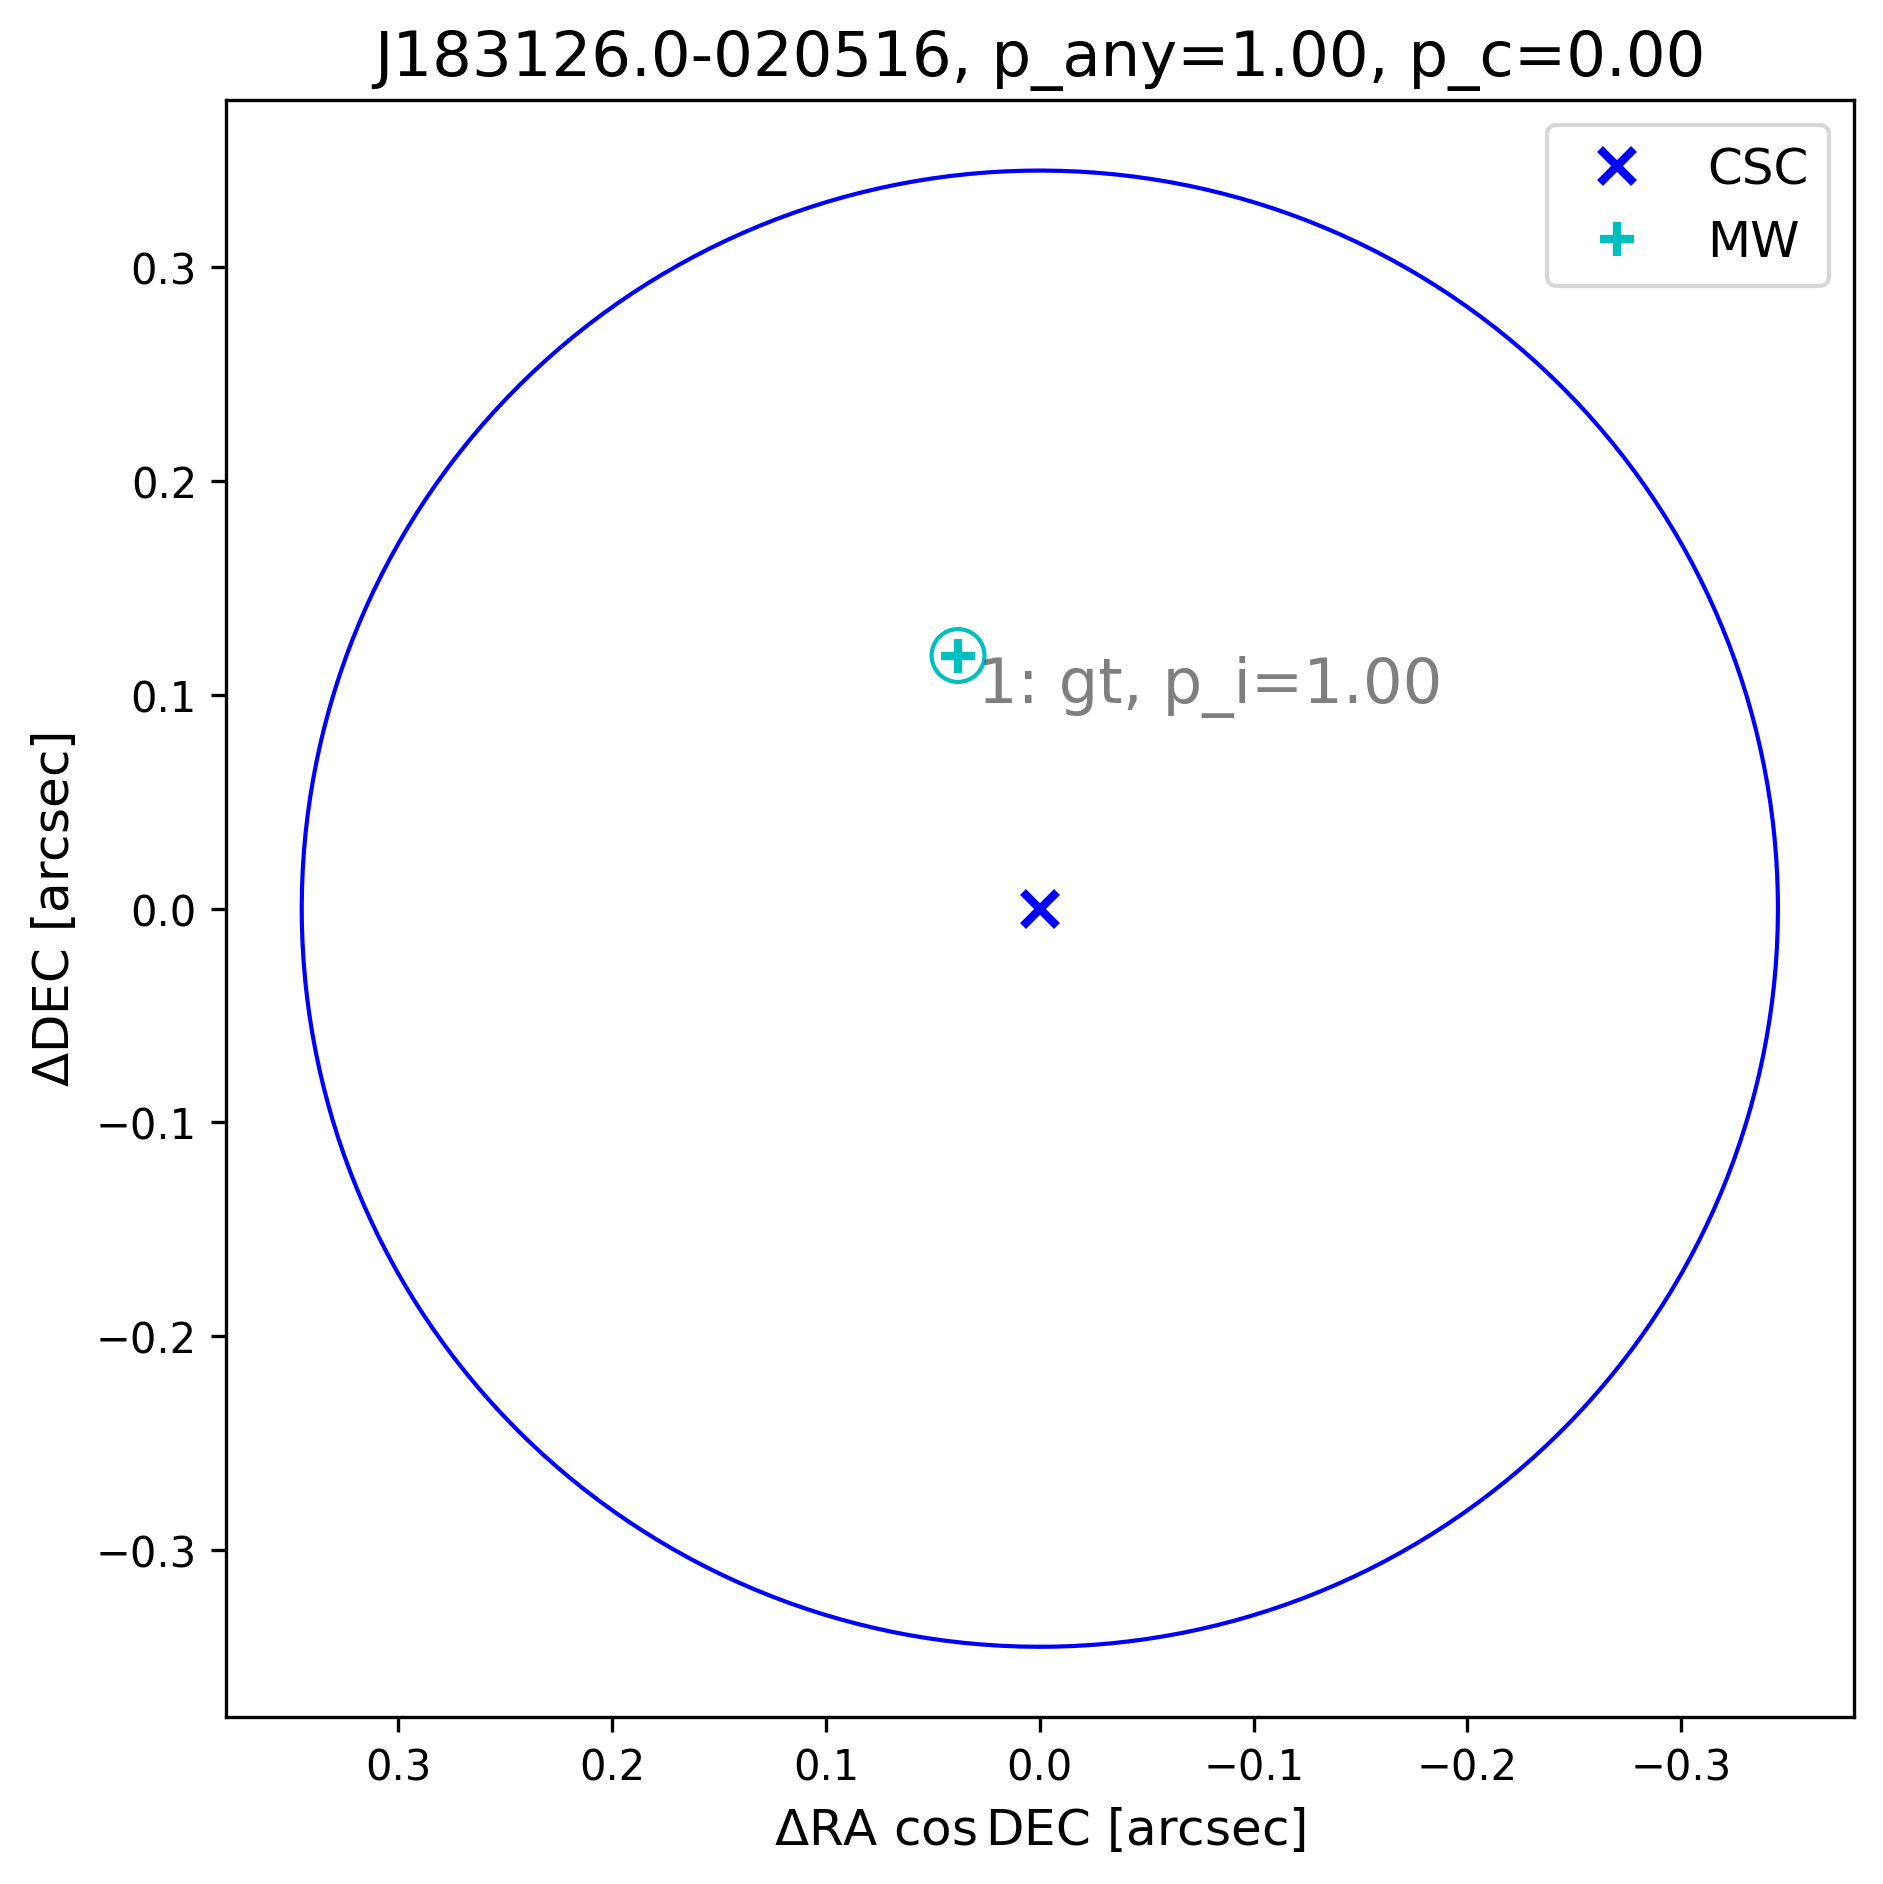 J183126.0-020516, p_any=1.00, p_c=0.00
CSC
MW
1: gt, p_i=1.00
0.3
0.2
0.1
0.0
−0.1
−0.2
−0.3
ΔDEC [arcsec]
0.3
0.2
0.1
0.0
−0.1
−0.2
−0.3
ΔRA cos DEC [arcsec]